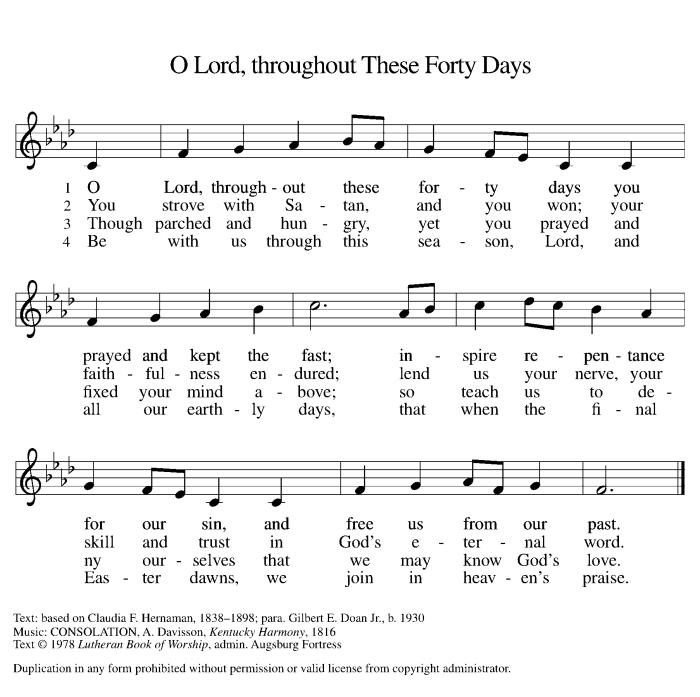 O Lord, throughout These Forty Days
1 O Lord, through - out these for - ty days you
2 You strove with Sa - tan, and you won; your
3 Though parched and hun - gry, yet you prayed and
4 Be with us through this sea - son, Lord, and
prayed and kept the fast; in - spire re - pen - tance
faith - ful - ness en - dured; lend us your nerve, your
fixed your mind a - bove; so teach us to de -
all our earth - ly days, that when the fi - nal
for our sin, and free us from our past.
skill and trust in God's e - ter - nal word.
ny our - selves that we may know God's love.
Eas - ter dawns, we join in heav - en's praise.
Text: based on Claudia F. Hernaman, 1838–1898; para. Gilbert E. Doan Jr., b. 1930
Music: CONSOLATION, A. Davisson, Kentucky Harmony, 1816
Text © 1978 Lutheran Book of Worship, admin. Augsburg Fortress
Duplication in any form prohibited without permission or valid license from copyright administrator.